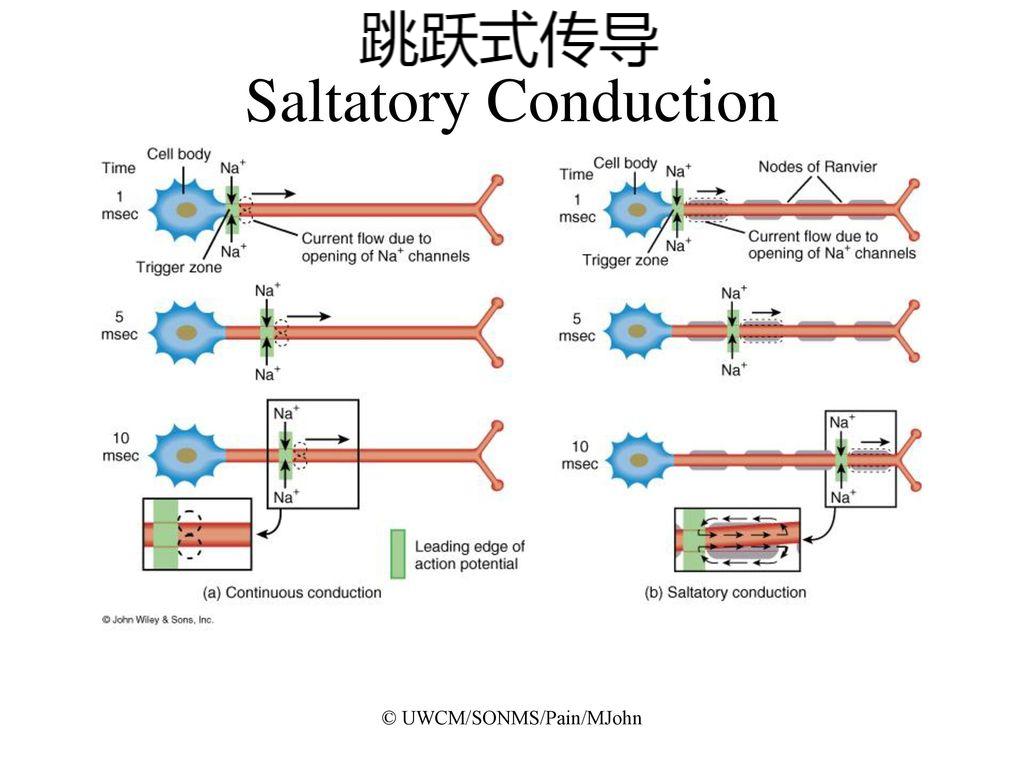 跳跃式传导
Saltatory Conduction
Time
Cell body
Na+
1
msec
Na+
Trigger zone
Current flow due to
opening of Na+ channels
Time
Cell body
Na+
Nodes of Ranvier
1
msec
Na+
Trigger zone
Current flow due to
opening of Na+ channels
Na+
5
msec
Na+
Na+
5
msec
Na+
Na+
10
msec
Na+
Na+
10
msec
Na+
Leading edge of
action potential
(a) Continuous conduction
(b) Saltatory conduction
© John Wiley & Sons, Inc.
© UWCM/SONMS/Pain/MJohn